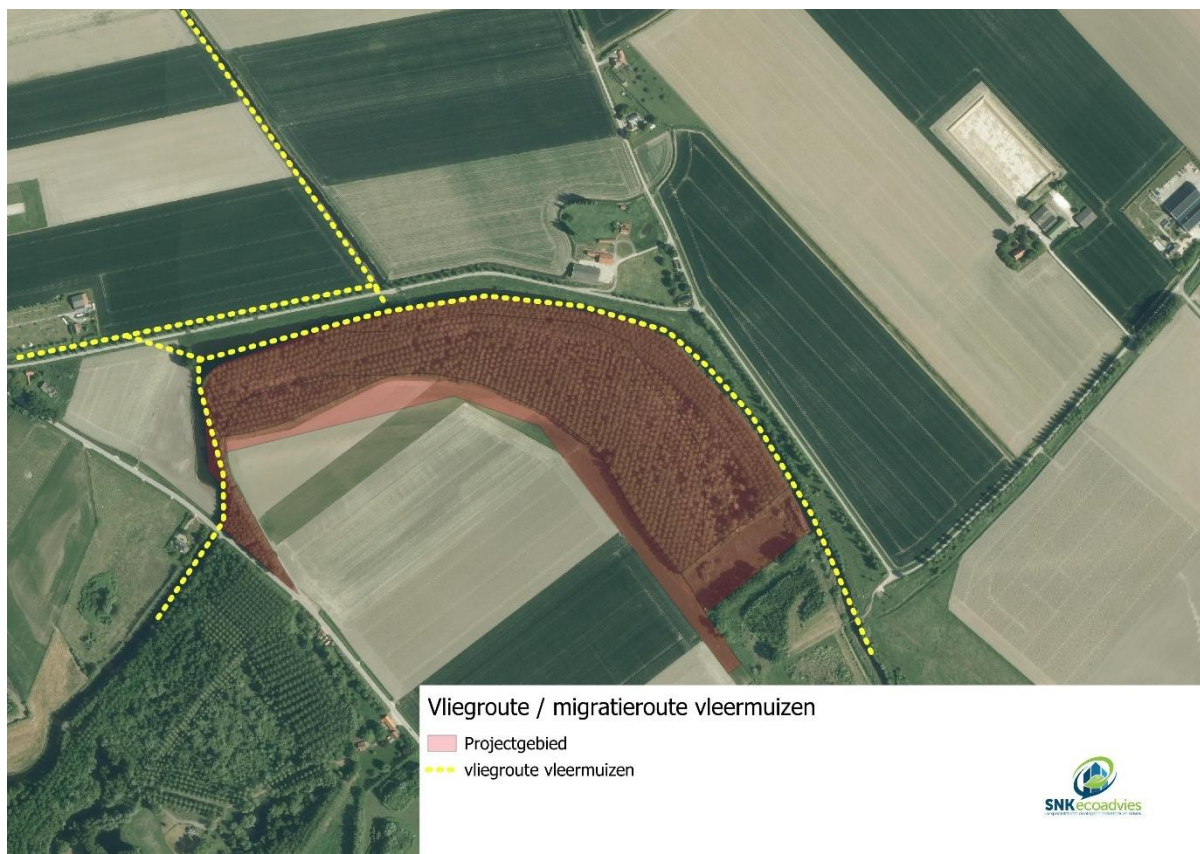 Vliegroute / migratieroute vleermuizen
Projectgebied
vliegroute vleermuizen
SNKecoadvies